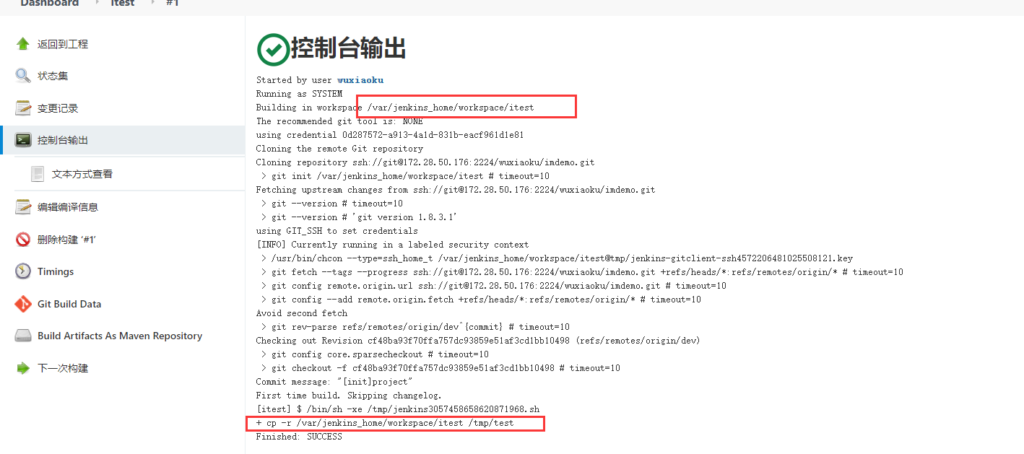 Dashboard itest #1
返回到工程
状态集
变更记录
控制台输出
文本方式查看
编辑编译信息
删除构建 '#1'
Timings
Git Build Data
Build Artifacts As Maven Repository
下一次构建
控制台输出
Started by user wuxiaoku
Running as SYSTEM
Building in workspace /var/jenkins_home/workspace/itest
The recommended git tool is: NONE
using credential 0d287572-a913-4a1d-831b-eacf961d1e81
Cloning the remote Git repository
Cloning repository ssh://git@172.28.50.176:2224/wuxiaoku/imdemo.git
> git init /var/jenkins_home/workspace/itest # timeout=10
Fetching upstream changes from ssh://git@172.28.50.176:2224/wuxiaoku/imdemo.git
> git --version # timeout=10
> git --version # 'git version 1.8.3.1'
using GIT_SSH to set credentials
[INFO] Currently running in a labeled security context
> /usr/bin/chcon --type=ssh_home_t /var/jenkins_home/workspace/itest@tmp/jenkins-gitclient-ssh4572206481025508121.key
> git fetch --tags --progress ssh://git@172.28.50.176:2224/wuxiaoku/imdemo.git +refs/heads/*:refs/remotes/origin/* # timeout=10
> git config remote.origin.url ssh://git@172.28.50.176:2224/wuxiaoku/imdemo.git # timeout=10
> git config --add remote.origin.fetch +refs/heads/*:refs/remotes/origin/* # timeout=10
Avoid second fetch
> git rev-parse refs/remotes/origin/dev^{commit} # timeout=10
Checking out Revision cf48ba93f70ffa757dc93859e51af3cd1bb10498 (refs/remotes/origin/dev)
> git config core.sparsecheckout # timeout=10
> git checkout -f cf48ba93f70ffa757dc93859e51af3cd1bb10498 # timeout=10
Commit message: "[init]project"
First time build. Skipping changelog.
[itest] $ /bin/sh -xe /tmp/jenkins3057458658620871968.sh
+ cp -r /var/jenkins_home/workspace/itest /tmp/test
Finished: SUCCESS